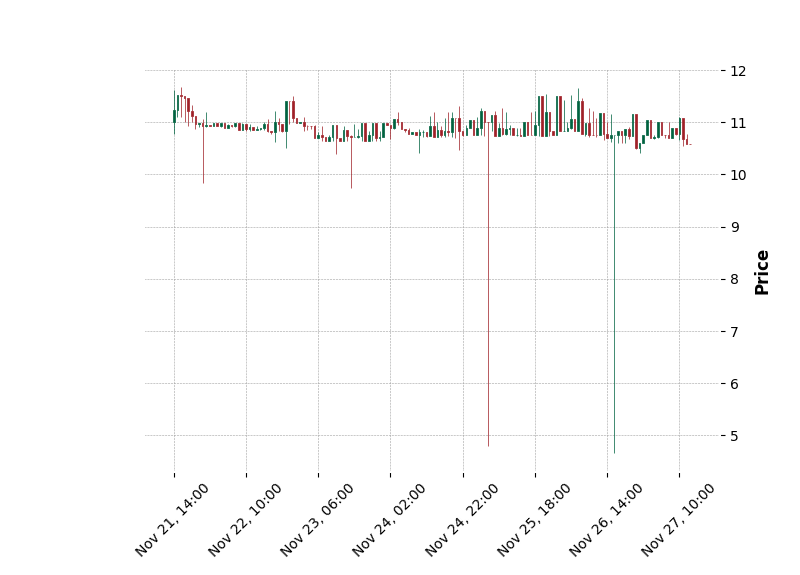 12
11
10
9
8
7
6
5
Price
Nov 21, 14:00
Nov 22, 10:00
Nov 23, 06:00
Nov 24, 02:00
Nov 24, 22:00
Nov 25, 18:00
Nov 26, 14:00
Nov 27, 10:00